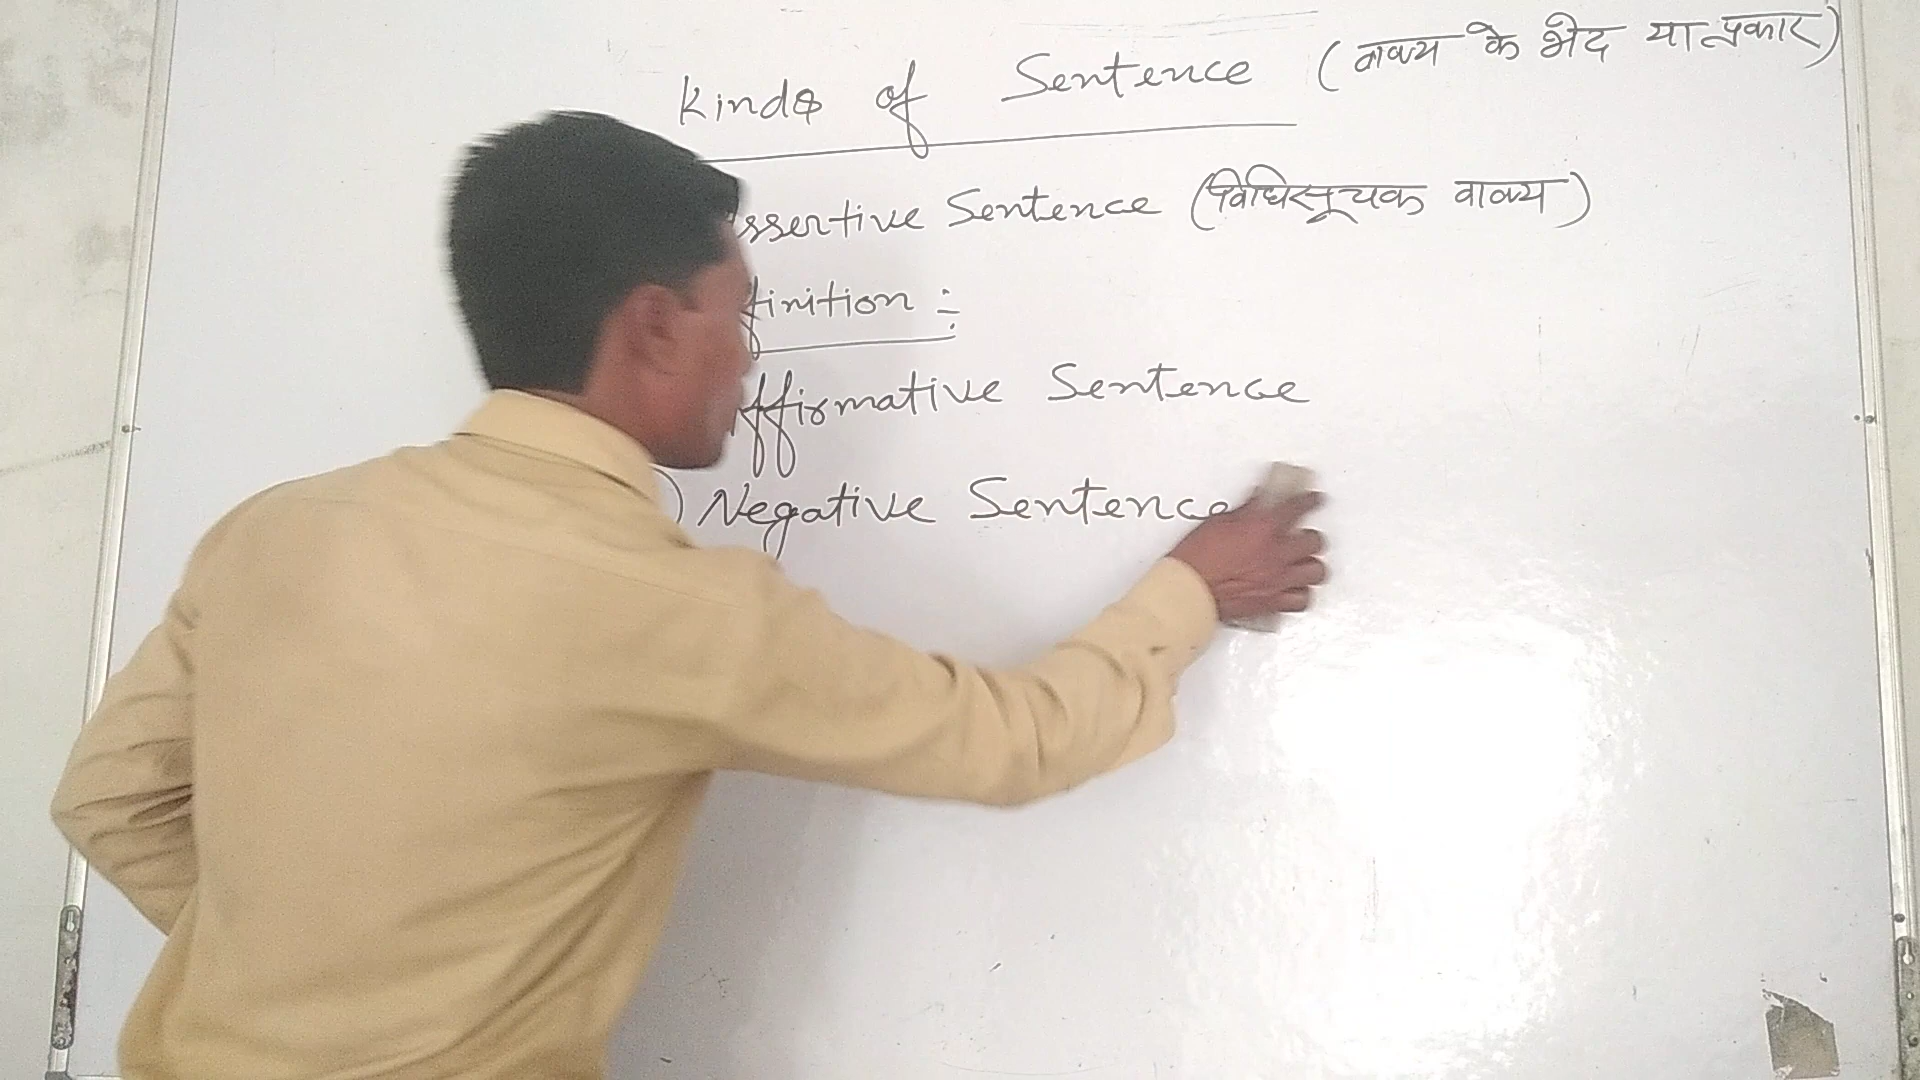 Kinds of Sentence (वाक्य के भेद या प्रकार)
ssertive Sentence (विधिसूचक वाक्य)
finition :-
ffirmative Sentence
) Negative Sentence